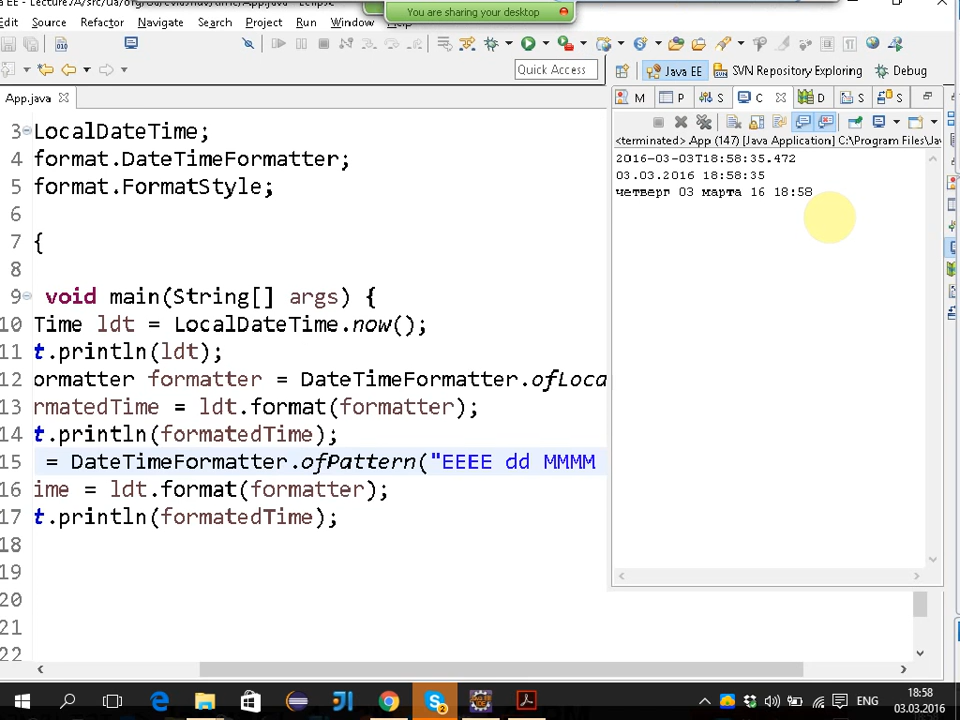 You are sharing your desktop
Edit Source Refactor Navigate Search Project Run Window Help
Quick Access
Java EE SVN Repository Exploring Debug
App.java
M P S C D S S
<terminated> App (147) [Java Application] C:\Program Files\Jav
2016-03-03T18:58:35.472
03.03.2016 18:58:35
четверг 03 марта 16 18:58
3 LocalDateTime;
4 format.DateTimeFormatter;
5 format.FormatStyle;
6
7 {
8
9 void main(String[] args) {
10 Time ldt = LocalDateTime.now();
11 t.println(ldt);
12 ormatter formatter = DateTimeFormatter.ofLoca
13 rmatedTime = ldt.format(formatter);
14 t.println(formatedTime);
15 = DateTimeFormatter.ofPattern("EEEE dd MMMM
16 ime = ldt.format(formatter);
17 t.println(formatedTime);
18
19
20
21
22
ENG
18:58
03.03.2016